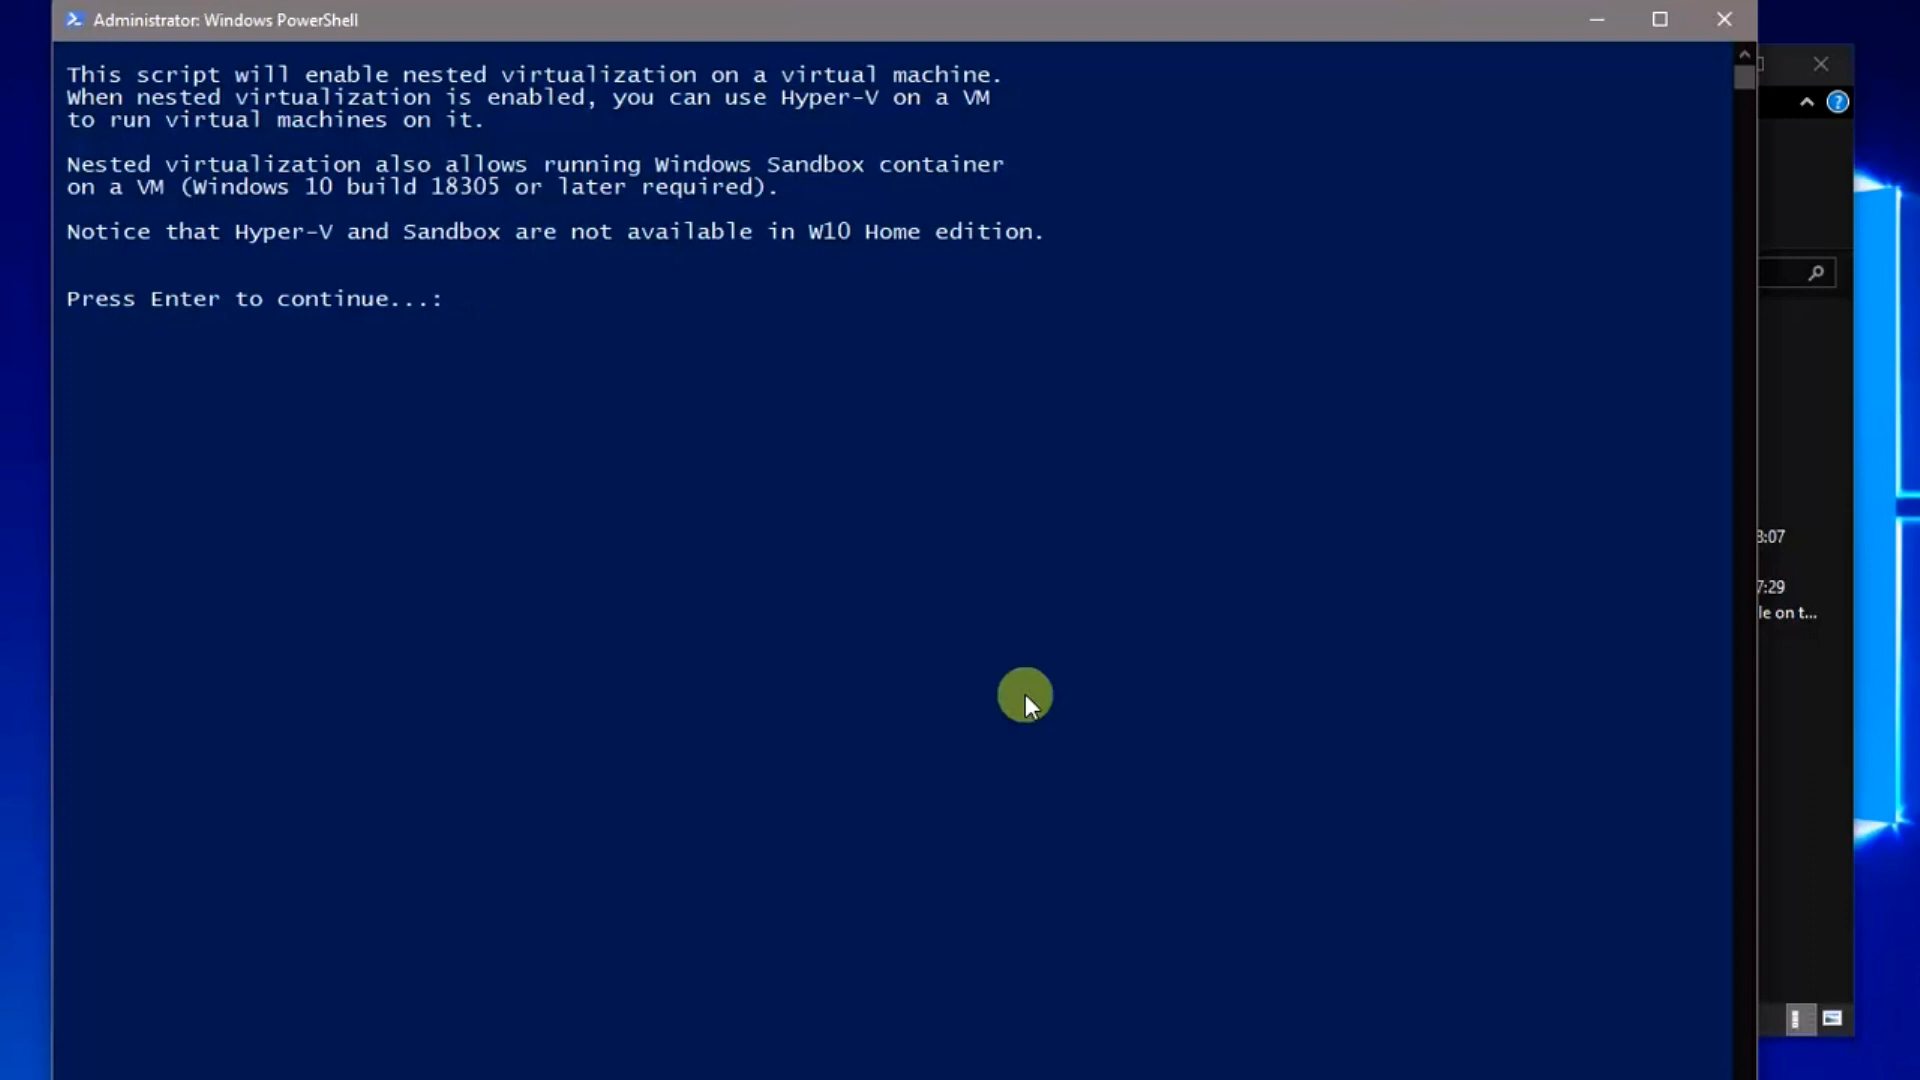 Administrator: Windows PowerShell
This script will enable nested virtualization on a virtual machine.
When nested virtualization is enabled, you can use Hyper-V on a VM
to run virtual machines on it.
Nested virtualization also allows running Windows Sandbox container
on a VM (Windows 10 build 18305 or later required).
Notice that Hyper-V and Sandbox are not available in W10 Home edition.
Press Enter to continue...:
3:07
7:29
le on t...